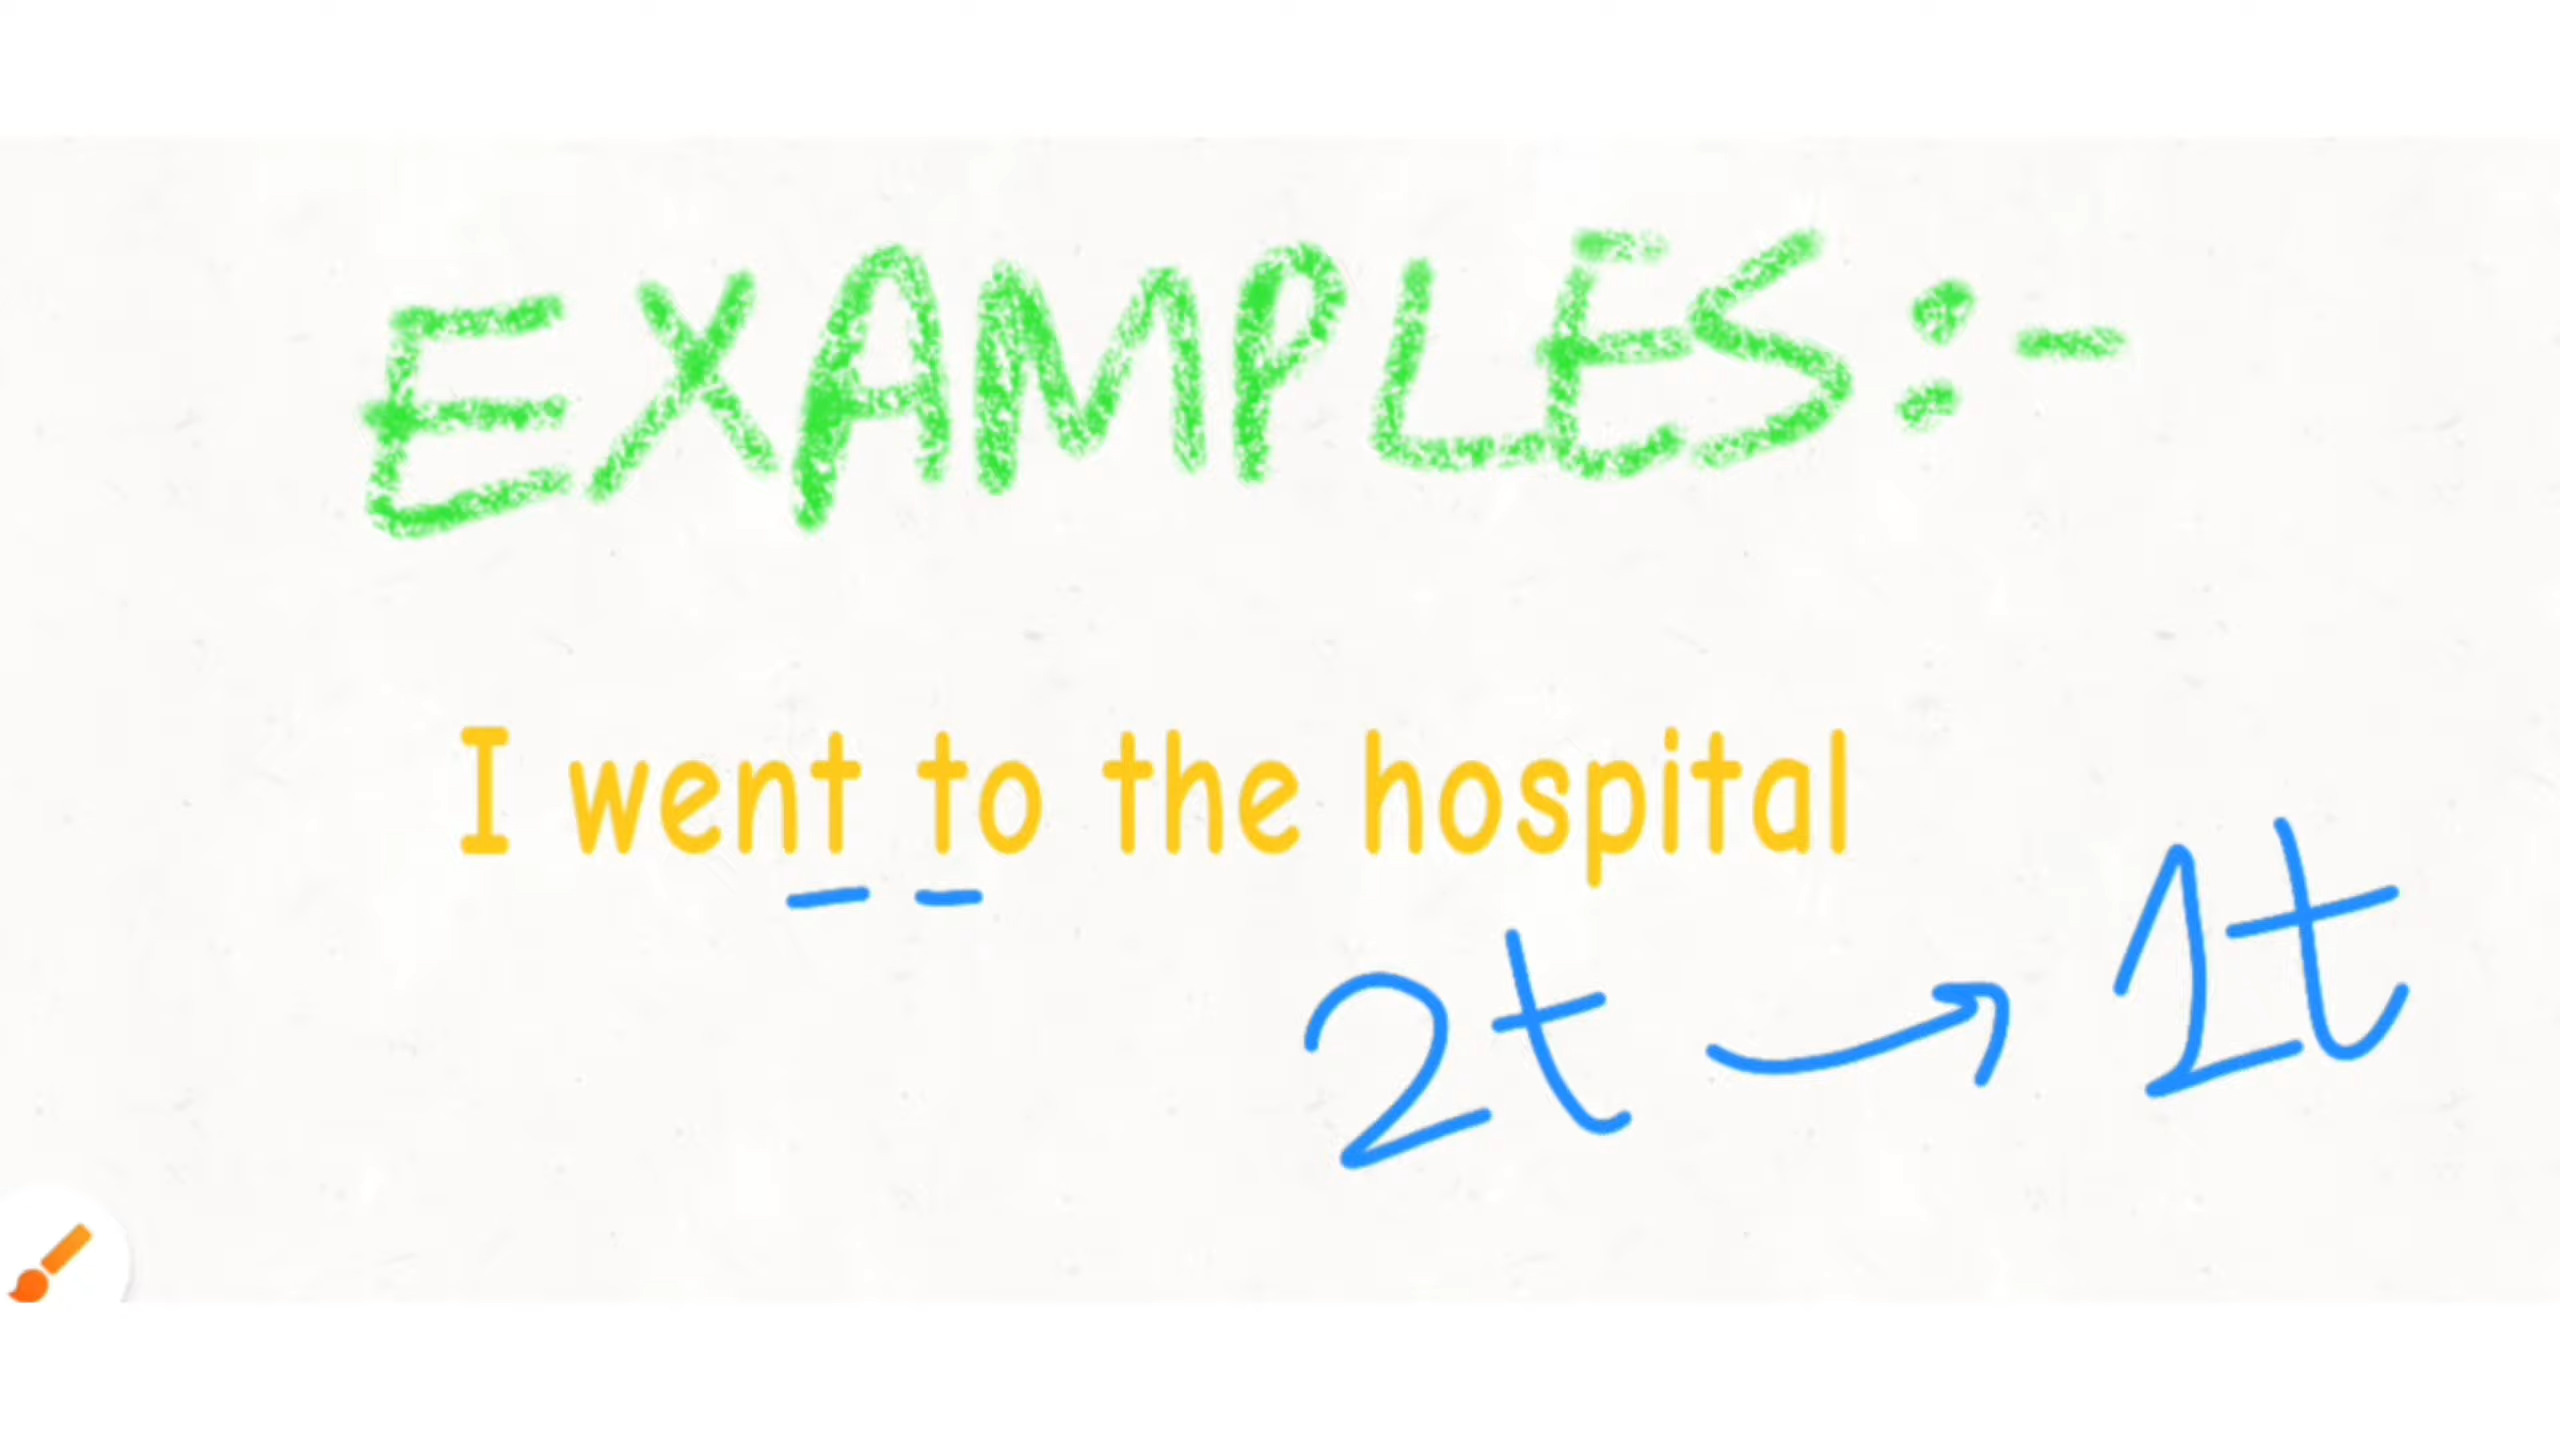 EXAMPLES:-
I went to the hospital
2t → 1t